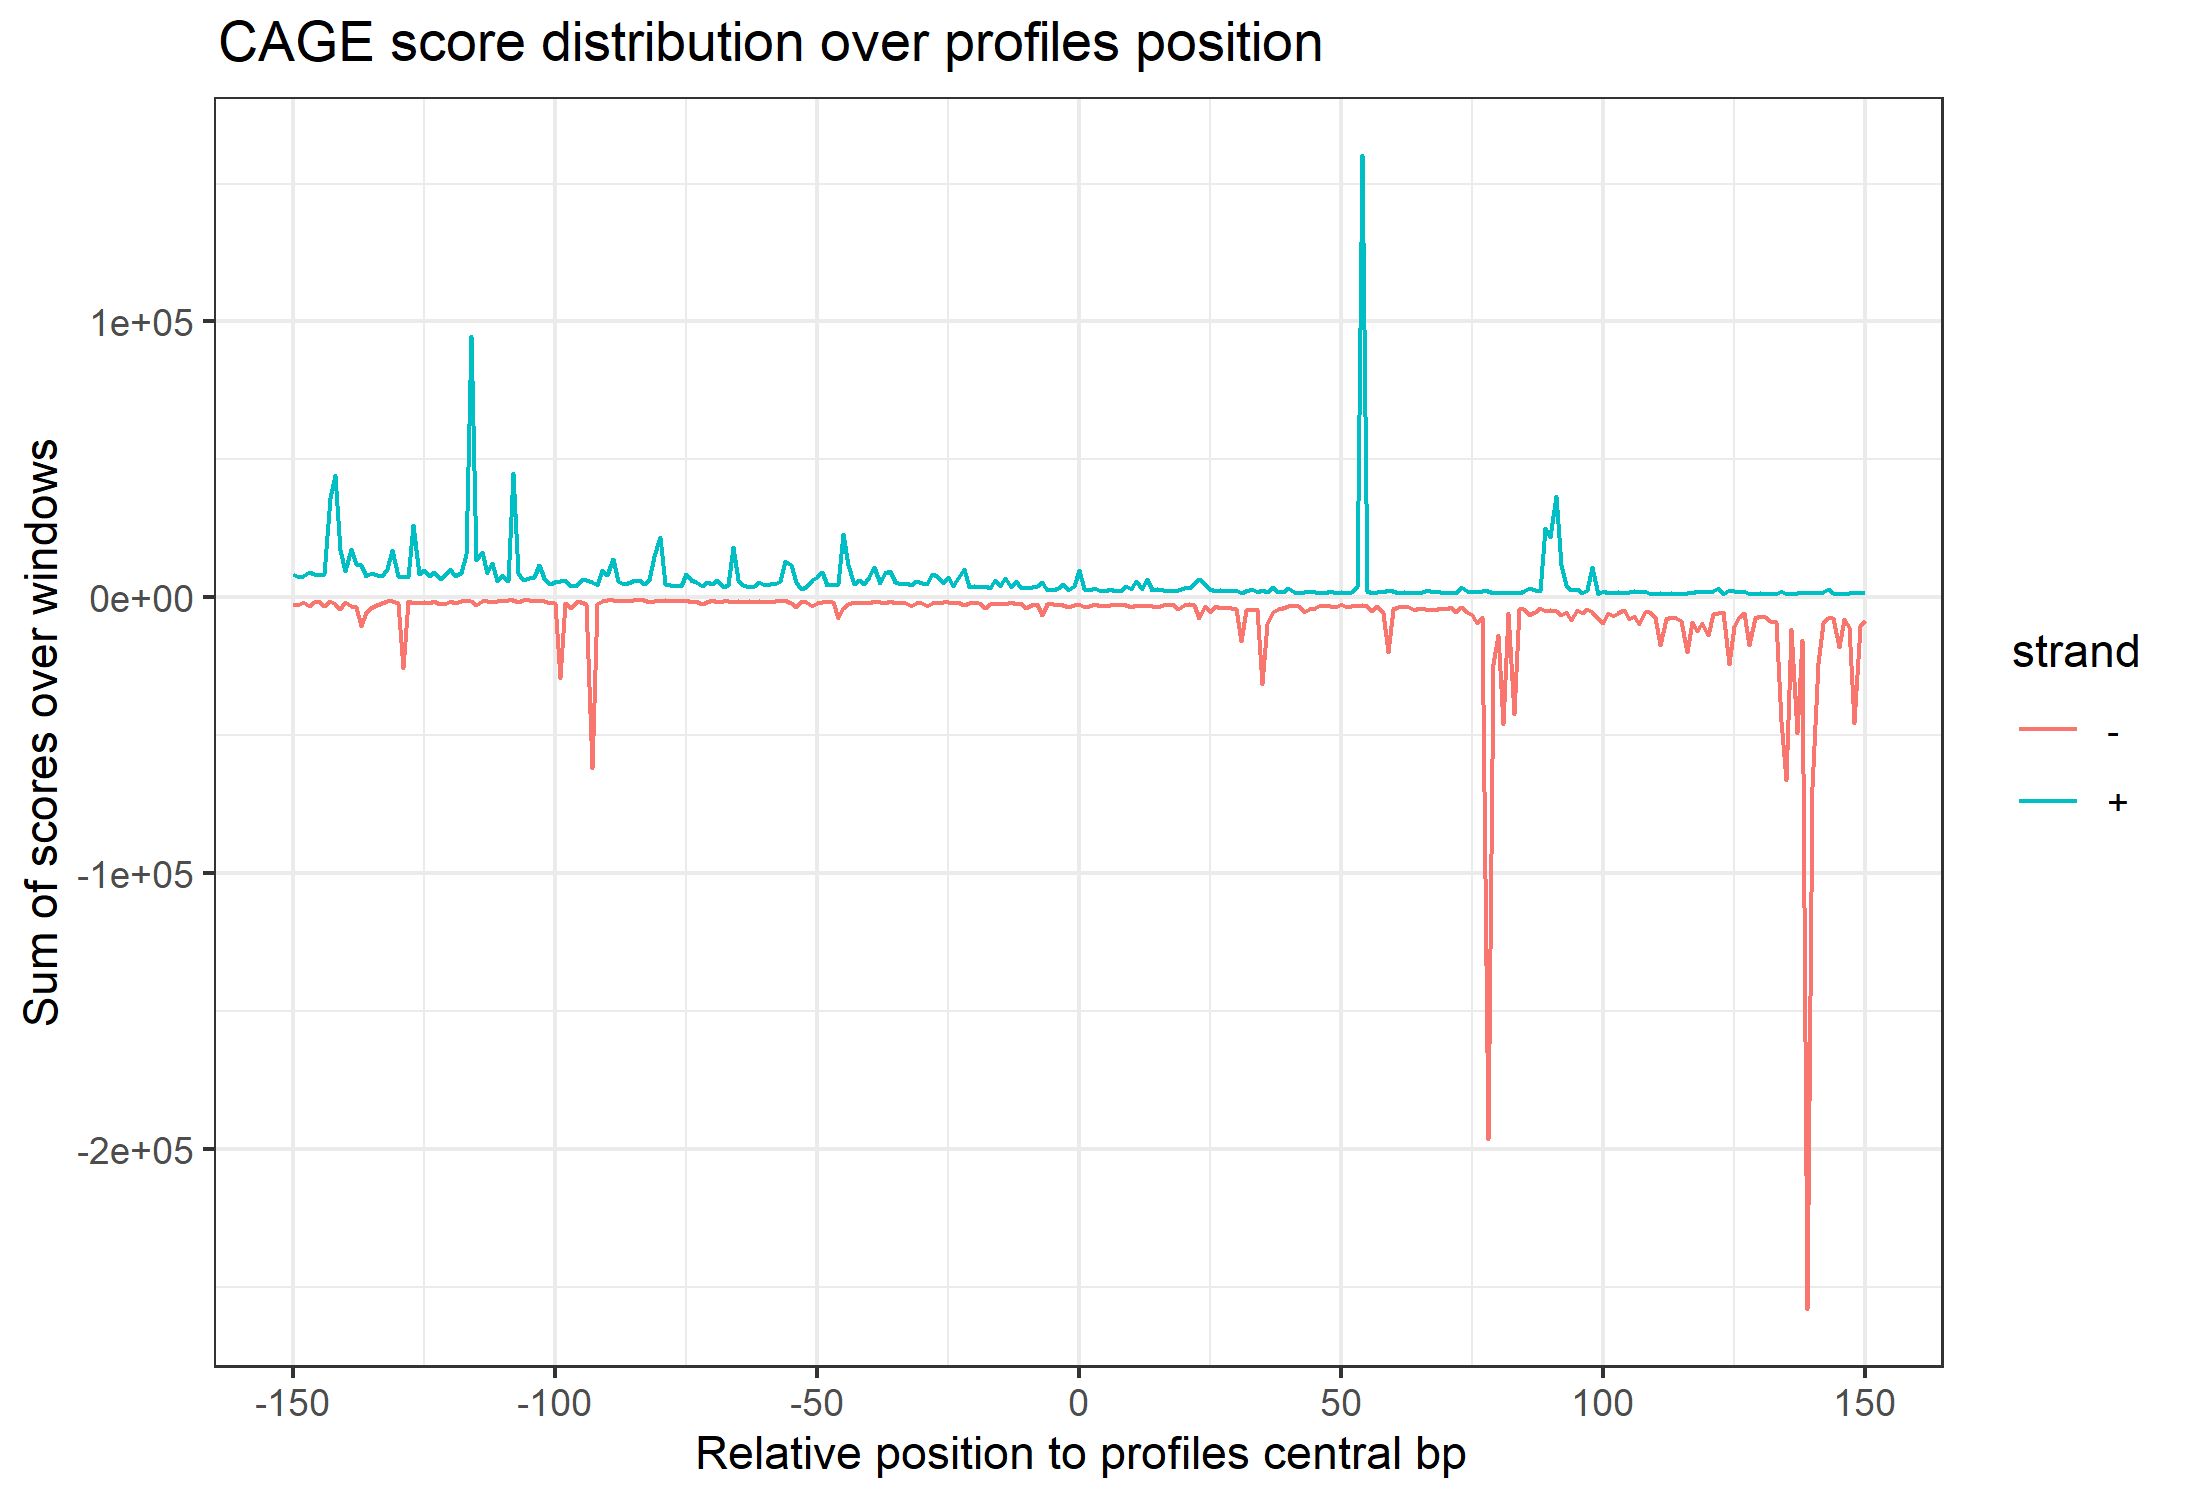 CAGE score distribution over profiles position
Sum of scores over windows
1e+05
0e+00
-1e+05
-2e+05
-150
-100
-50
0
50
100
150
Relative position to profiles central bp
strand
-
+